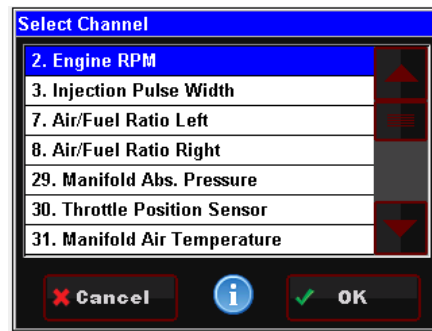 Select Channel
2. Engine RPM
3. Injection Pulse Width
7. Air/Fuel Ratio Left
8. Air/Fuel Ratio Right
29. Manifold Abs. Pressure
30. Throttle Position Sensor
31. Manifold Air Temperature
Cancel
OK